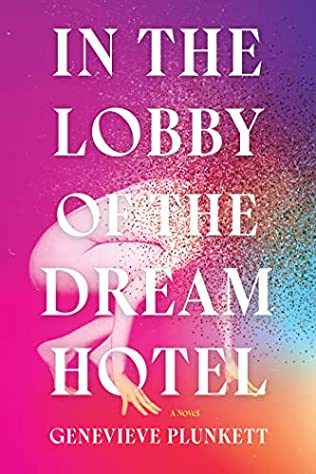 IN THE
LOBBY
OF THE
DREAM
HOTEL
A Novel
GENEVIEVE PLUNKETT